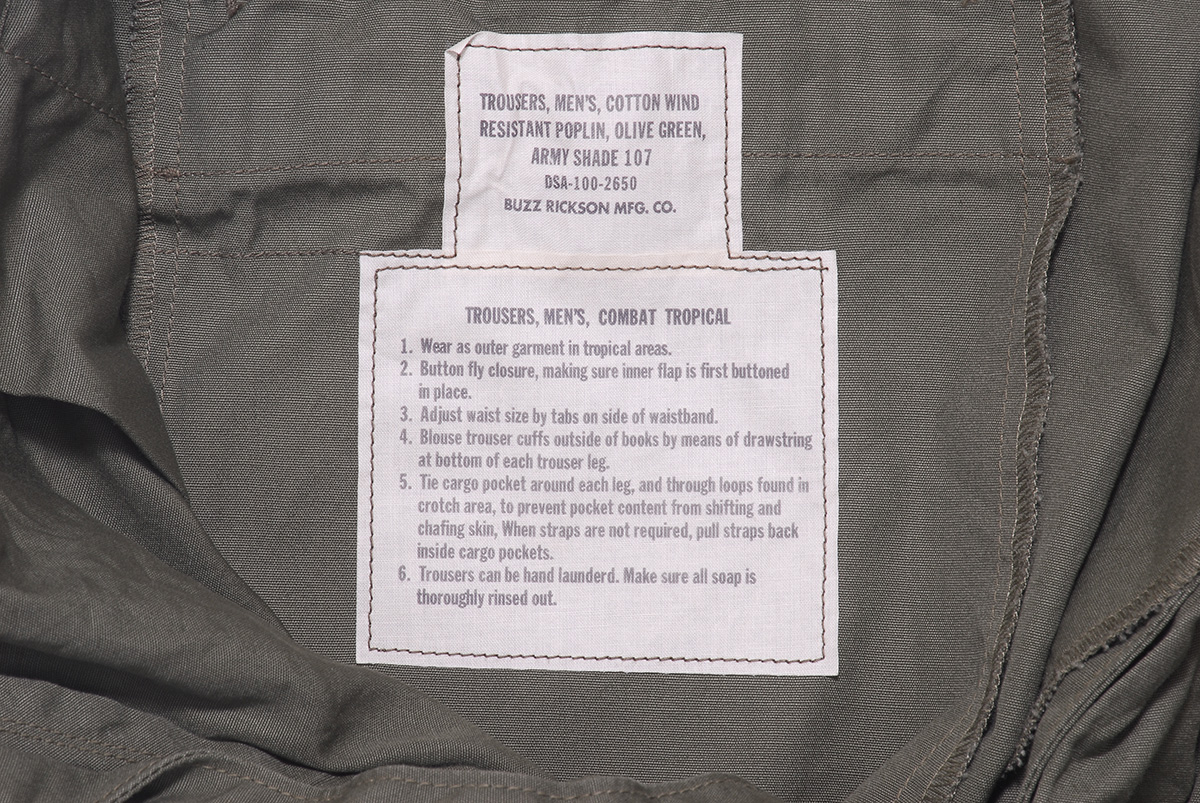 TROUSERS, MEN'S, COTTON WIND
RESISTANT POPLIN, OLIVE GREEN,
ARMY SHADE 107
DSA-100-2650
BUZZ RICKSON MFG. CO.
TROUSERS, MEN'S, COMBAT TROPICAL
1. Wear as outer garment in tropical areas.
2. Button fly closure, making sure inner flap is first buttoned
in place.
3. Adjust waist size by tabs on side of waistband.
4. Blouse trouser cuffs outside of books by means of drawstring
at bottom of each trouser leg.
5. Tie cargo pocket around each leg, and through loops found in
crotch area, to prevent pocket content from shifting and
chafing skin, When straps are not required, pull straps back
inside cargo pockets.
6. Trousers can be hand launderd. Make sure all soap is
thoroughly rinsed out.